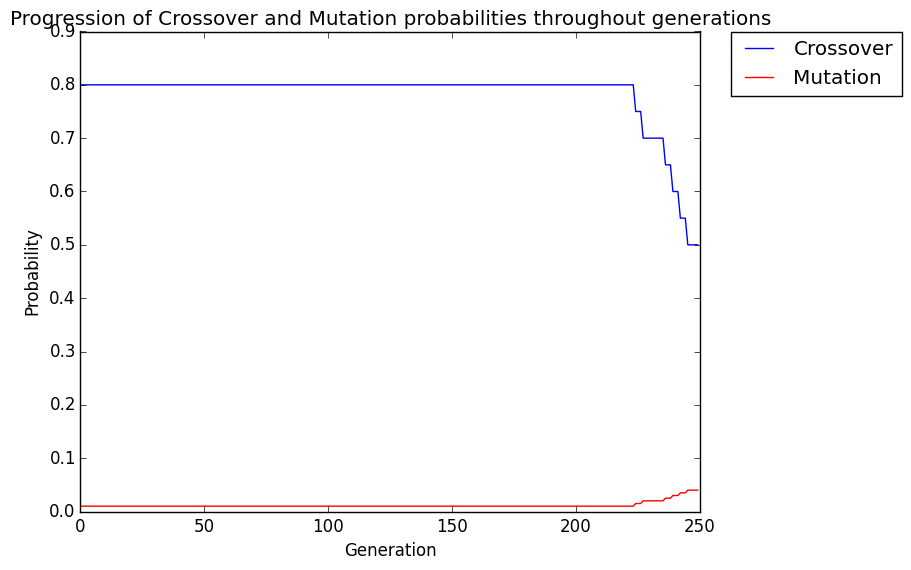 Progression of Crossover and Mutation probabilities throughout generations
0.9
0.8
0.7
0.6
0.5
0.4
0.3
0.2
0.1
0.0
Probability
0 50 100 150 200 250
Generation
Crossover
Mutation